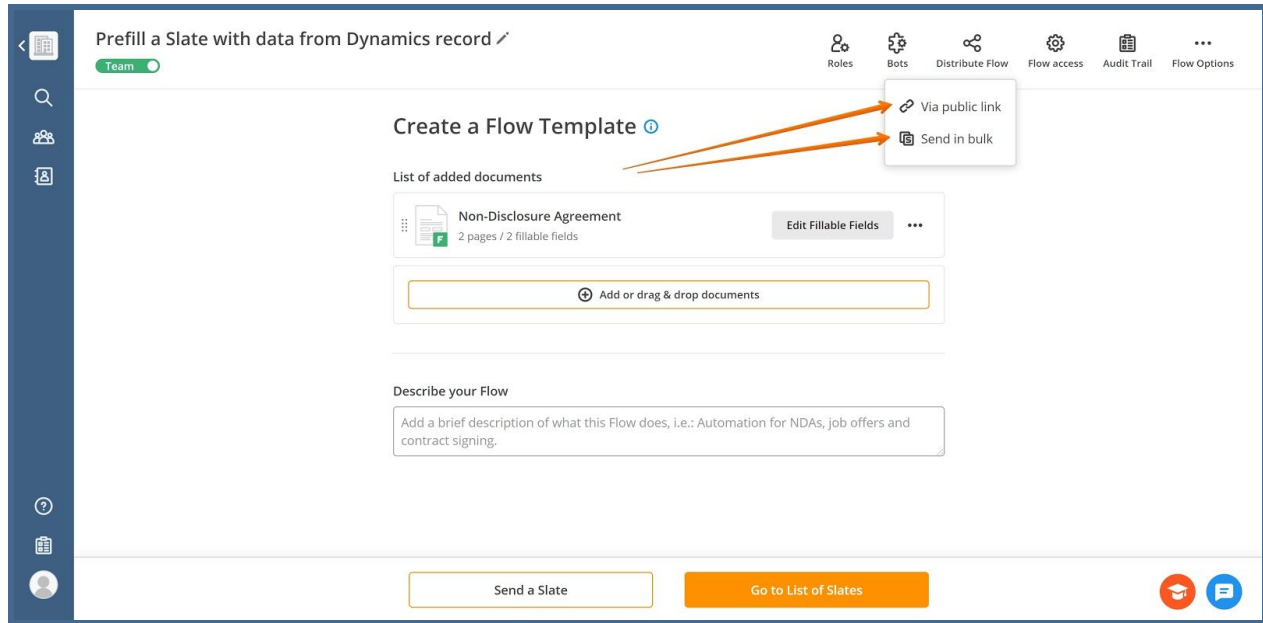 Prefill a Slate with data from Dynamics record
Team
Roles
Bots
Distribute Flow
Flow access
Audit Trail
Flow Options
Via public link
Send in bulk
Create a Flow Template
List of added documents
Non-Disclosure Agreement
2 pages / 2 fillable fields
F
Edit Fillable Fields
Add or drag & drop documents
Describe your Flow
Add a brief description of what this Flow does, i.e.: Automation for NDAs, job offers and
contract signing.
Send a Slate
Go to List of Slates